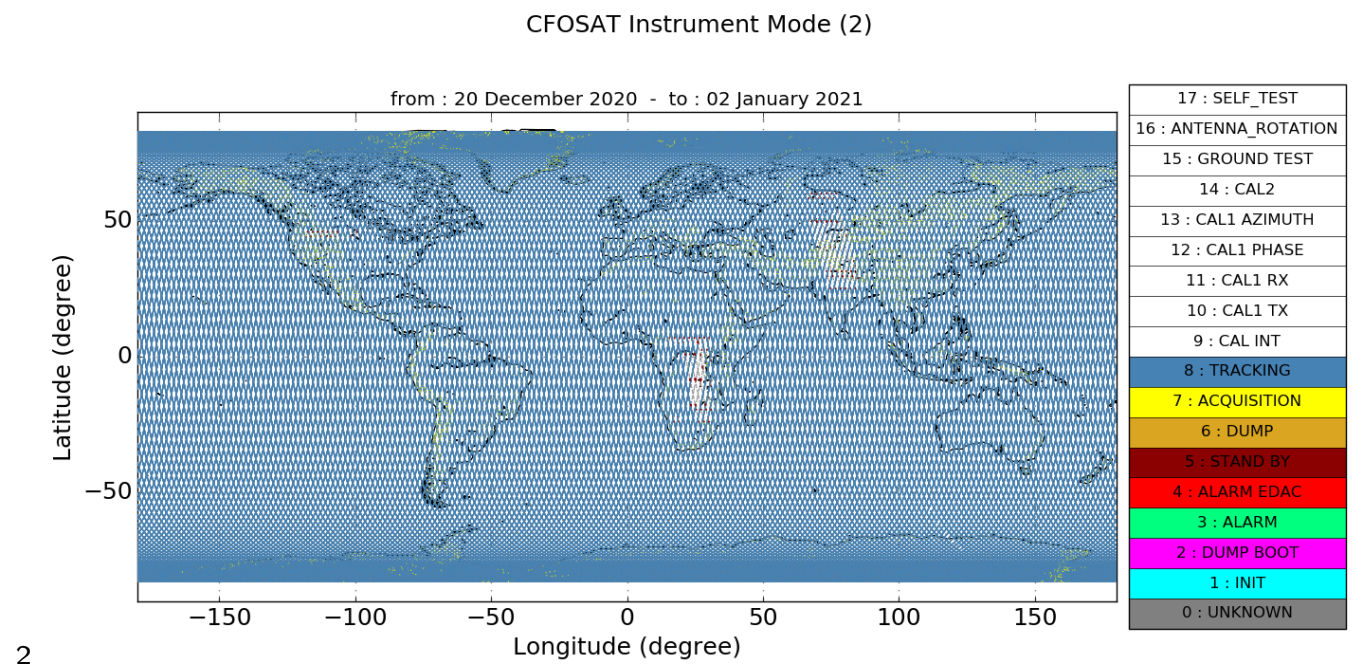 CFOSAT Instrument Mode (2)
from : 20 December 2020 - to : 02 January 2021
17 : SELF_TEST
16 : ANTENNA_ROTATION
15 : GROUND TEST
14 : CAL2
13 : CAL1 AZIMUTH
12 : CAL1 PHASE
11 : CAL1 RX
10 : CAL1 TX
9 : CAL INT
8 : TRACKING
7 : ACQUISITION
6 : DUMP
5 : STAND BY
4 : ALARM EDAC
3 : ALARM
2 : DUMP BOOT
1 : INIT
0 : UNKNOWN
Latitude (degree)
50
0
−50
−150 −100 −50 0 50 100 150
Longitude (degree)
2